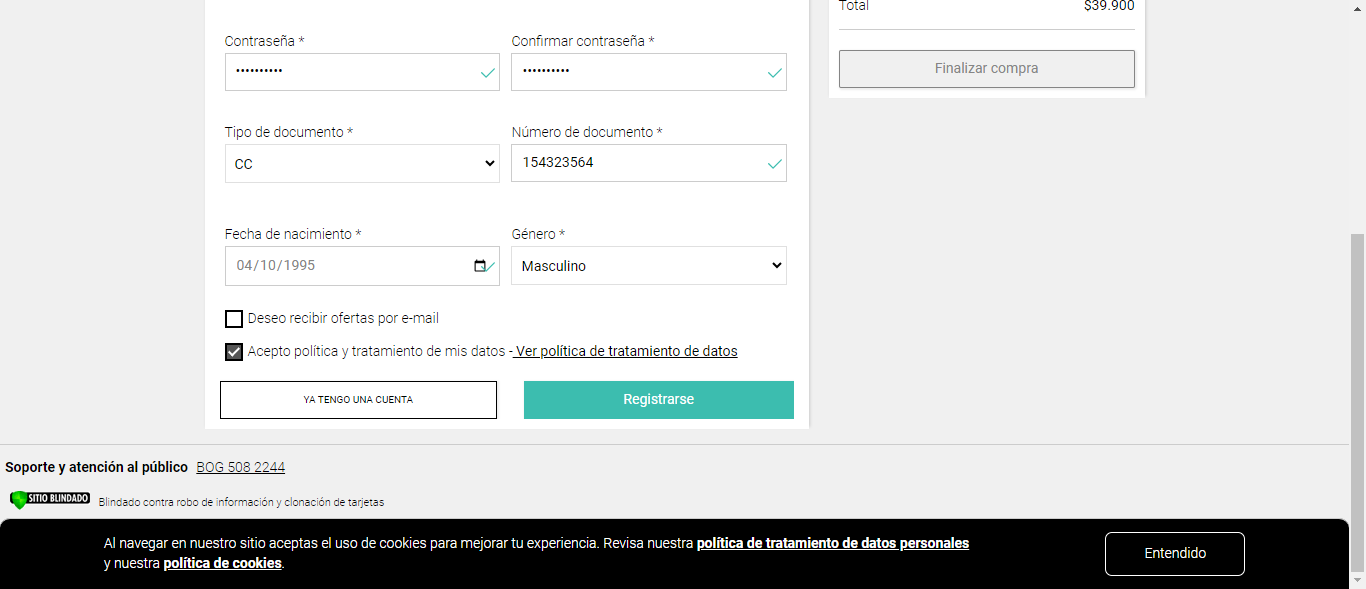 Total $39.900
Contraseña * Confirmar contraseña *
•••••••••• ••••••••••
Finalizar compra
Tipo de documento * Número de documento *
CC 154323564
Fecha de nacimiento * Género *
04/10/1995 Masculino
Deseo recibir ofertas por e-mail
Acepto política y tratamiento de mis datos - Ver política de tratamiento de datos
YA TENGO UNA CUENTA Registrarse
Soporte y atención al público BOG 508 2244
SITIO BLINDADO Blindado contra robo de información y clonación de tarjetas
Al navegar en nuestro sitio aceptas el uso de cookies para mejorar tu experiencia. Revisa nuestra política de tratamiento de datos personales
y nuestra política de cookies.
Entendido